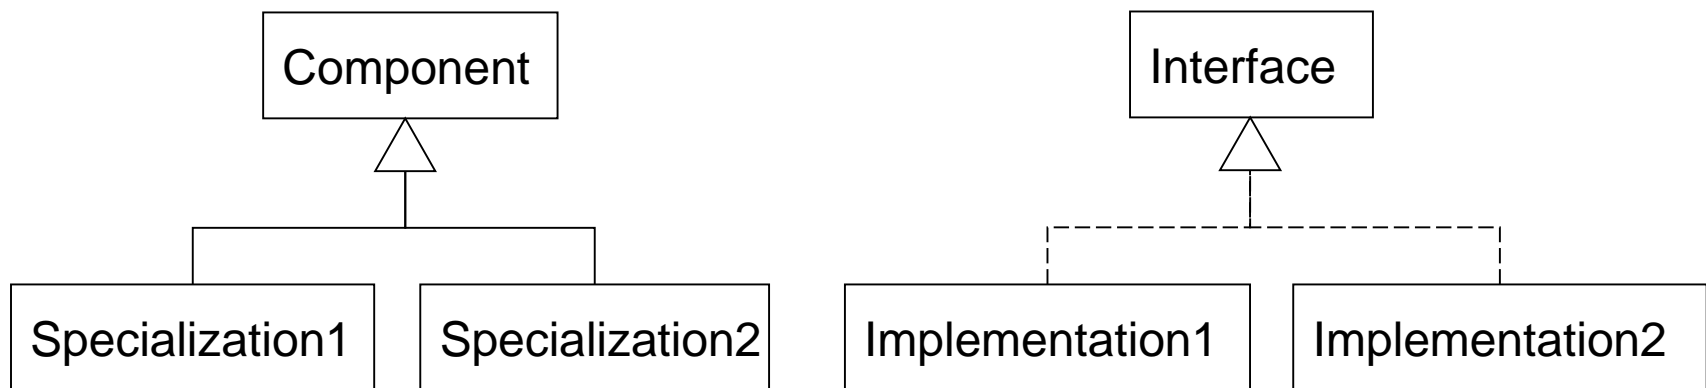 Component
Interface
Specialization1
Specialization2
Implementation1
Implementation2